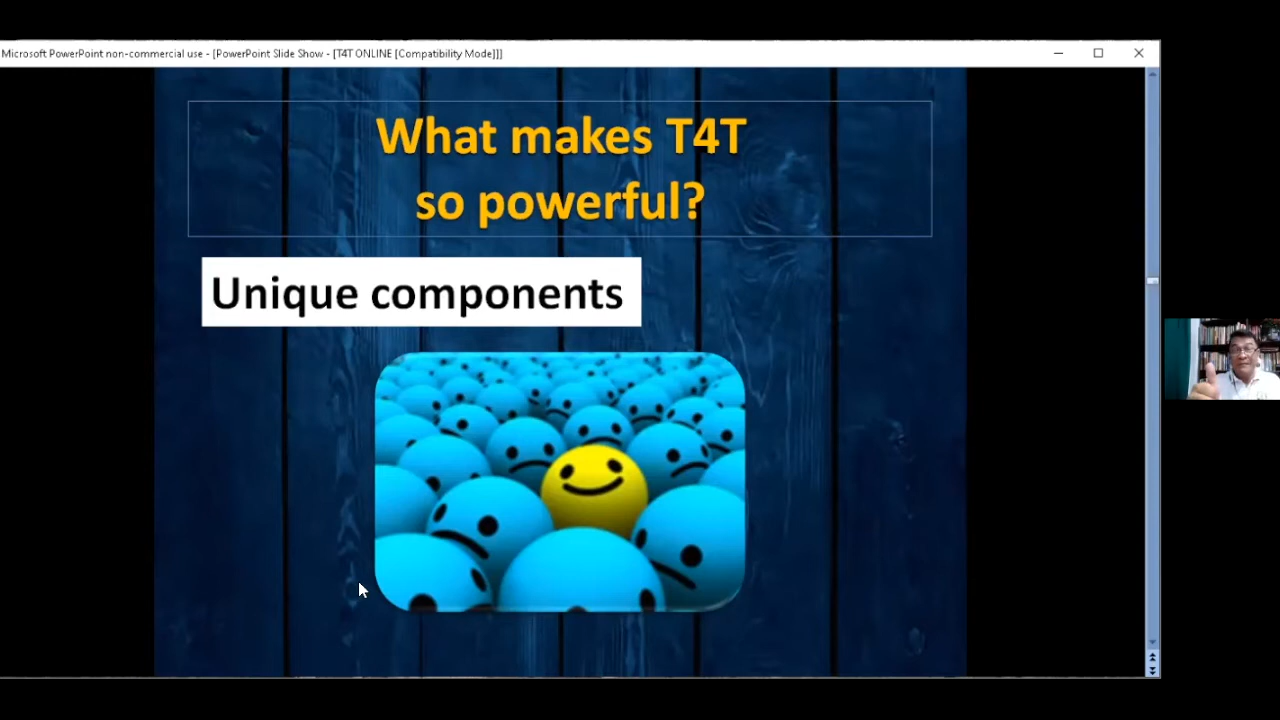 Microsoft PowerPoint non-commercial use - [PowerPoint Slide Show - [T4T ONLINE [Compatibility Mode]]]
What makes T4T
so powerful?
Unique components